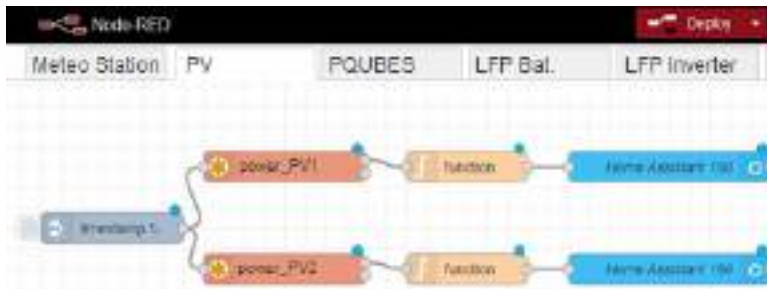 Node-RED
Deploy
Meteo Station PV PQUBES LFP Bat. LFP Inverter
power_PV1 function Home Assistant
timestamp
power_PV2 function Home Assistant